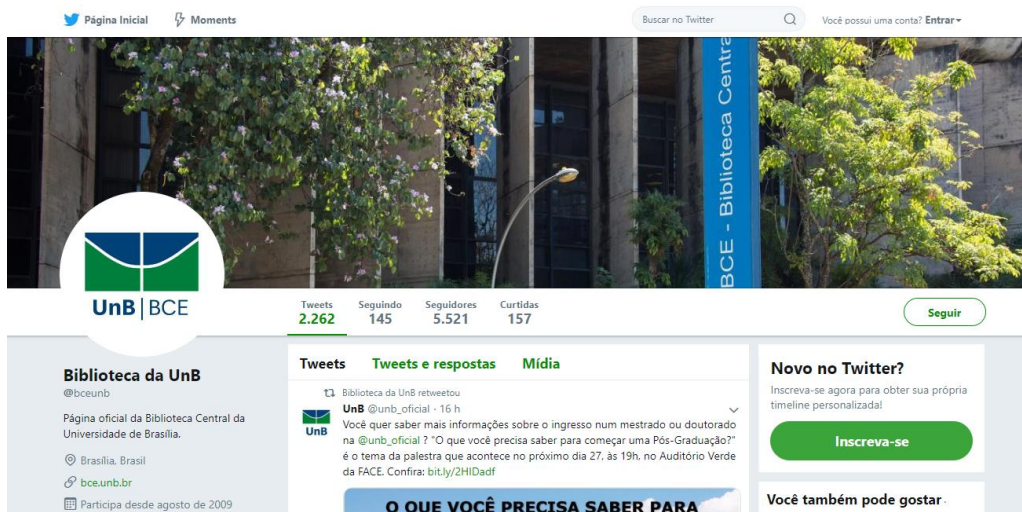 Página Inicial
Moments
Buscar no Twitter
Você possui uma conta? Entrar
BCE - Biblioteca Centra
UnB | BCE
Tweets
2.262
Seguindo
145
Seguidores
5.521
Curtidas
157
Seguir
Biblioteca da UnB
@bceunb
Página oficial da Biblioteca Central da
Universidade de Brasília.
Brasília, Brasil
bce.unb.br
Participa desde agosto de 2009
Tweets
Tweets e respostas
Mídia
Biblioteca da UnB retweetou
UnB
UnB @unb_oficial · 16 h
Você quer saber mais informações sobre o ingresso num mestrado ou doutorado
na @unb_oficial ? "O que você precisa saber para começar uma Pós-Graduação?"
é o tema da palestra que acontece no próximo dia 27, às 19h, no Auditório Verde
da FACE. Confira: bit.ly/2HIDadf
O QUE VOCÊ PRECISA SABER PARA
Novo no Twitter?
Inscreva-se agora para obter sua própria
timeline personalizada!
Inscreva-se
Você também pode gostar ·